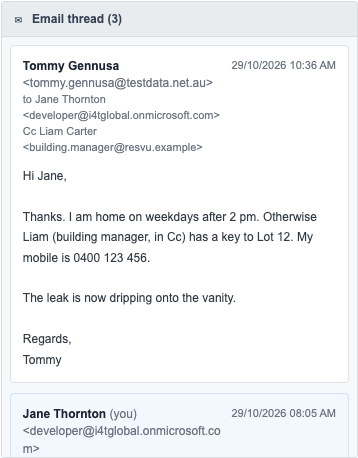 Email thread (3)
Tommy Gennusa
29/10/2026 10:36 AM
<tommy.gennusa@testdata.net.au>
to Jane Thornton
<developer@i4tglobal.onmicrosoft.com>
Cc Liam Carter
<building.manager@resvu.example>
Hi Jane,
Thanks. I am home on weekdays after 2 pm. Otherwise
Liam (building manager, in Cc) has a key to Lot 12. My
mobile is 0400 123 456.
The leak is now dripping onto the vanity.
Regards,
Tommy
Jane Thornton (you)
29/10/2026 08:05 AM
<developer@i4tglobal.onmicrosoft.co
m>